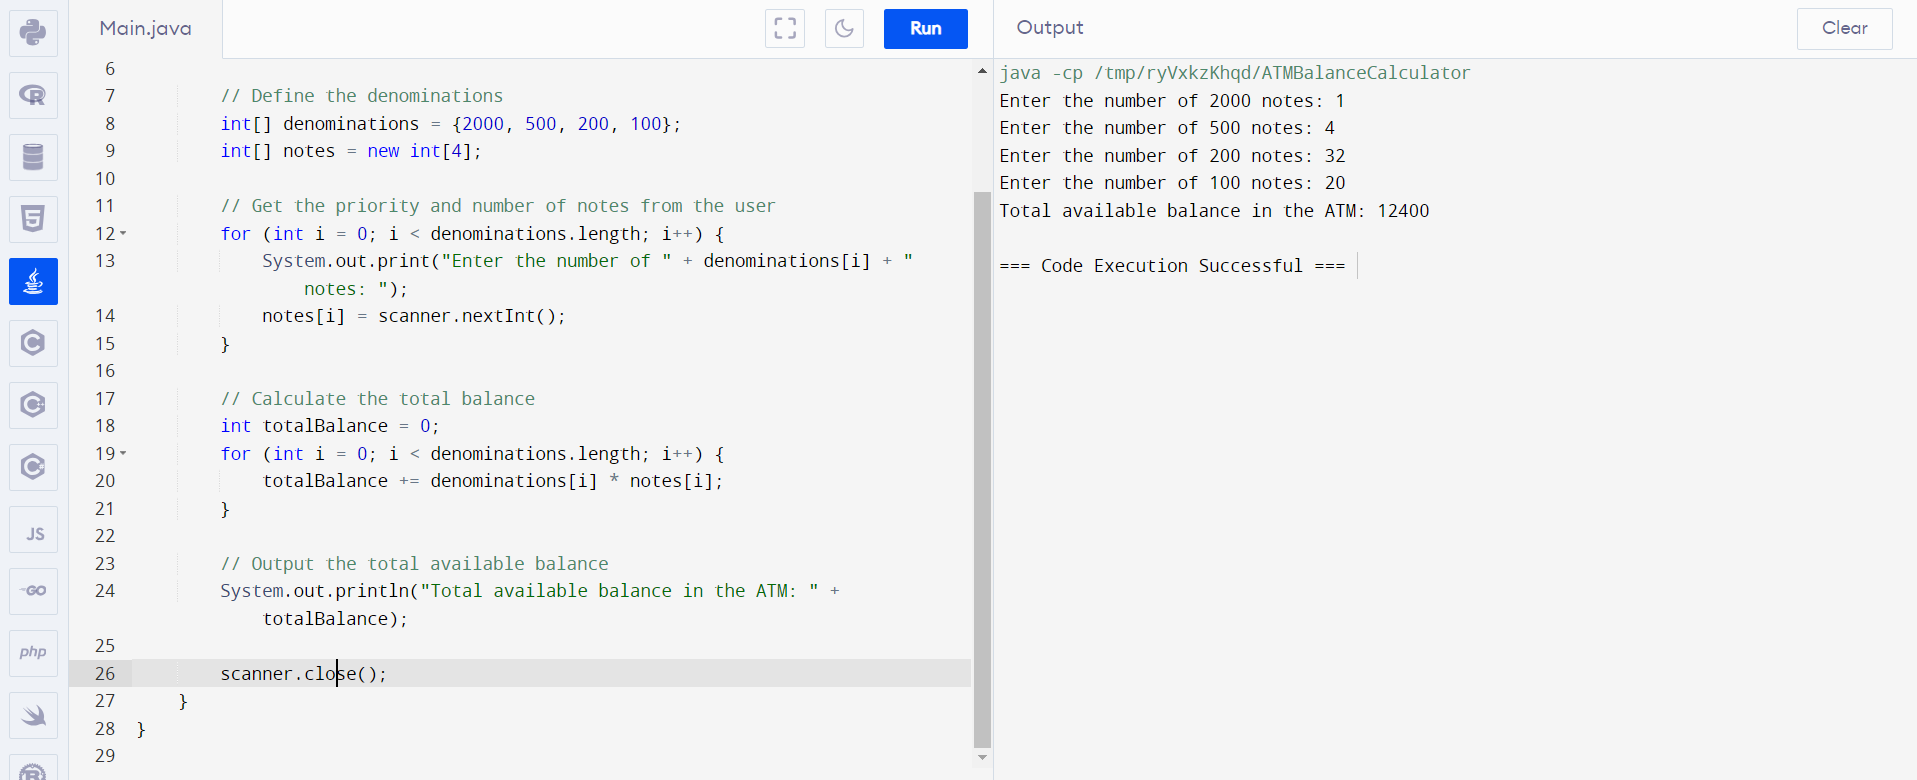 Main.java
Run
Output
Clear
6
7 // Define the denominations
8 int[] denominations = {2000, 500, 200, 100};
9 int[] notes = new int[4];
10
11 // Get the priority and number of notes from the user
12 for (int i = 0; i < denominations.length; i++) {
13 System.out.print("Enter the number of " + denominations[i] + "
notes: ");
14 notes[i] = scanner.nextInt();
15 }
16
17 // Calculate the total balance
18 int totalBalance = 0;
19 for (int i = 0; i < denominations.length; i++) {
20 totalBalance += denominations[i] * notes[i];
21 }
22
23 // Output the total available balance
24 System.out.println("Total available balance in the ATM: " +
totalBalance);
25
26 scanner.close();
27 }
28 }
29
java -cp /tmp/ryVxkzKhqd/ATMBalanceCalculator
Enter the number of 2000 notes: 1
Enter the number of 500 notes: 4
Enter the number of 200 notes: 32
Enter the number of 100 notes: 20
Total available balance in the ATM: 12400
=== Code Execution Successful ===
R
5
C
C
C
JS
GO
php
R